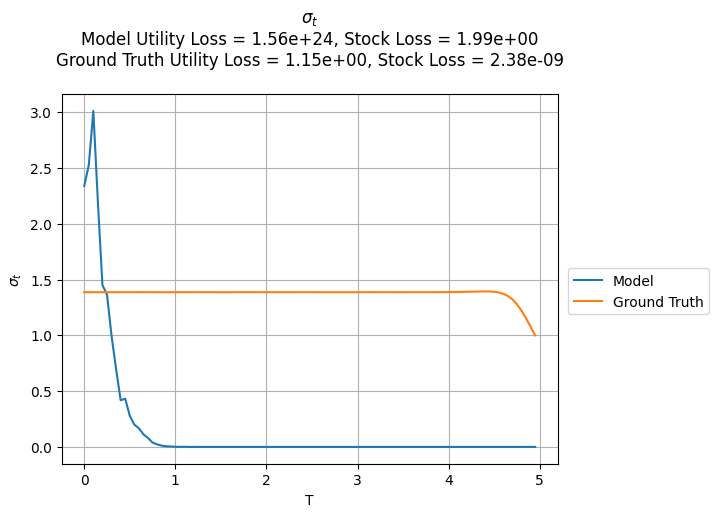 σt
Model Utility Loss = 1.56e+24, Stock Loss = 1.99e+00
Ground Truth Utility Loss = 1.15e+00, Stock Loss = 2.38e-09
3.0
2.5
2.0
1.5
1.0
0.5
0.0
σt
0 1 2 3 4 5
T
Model
Ground Truth